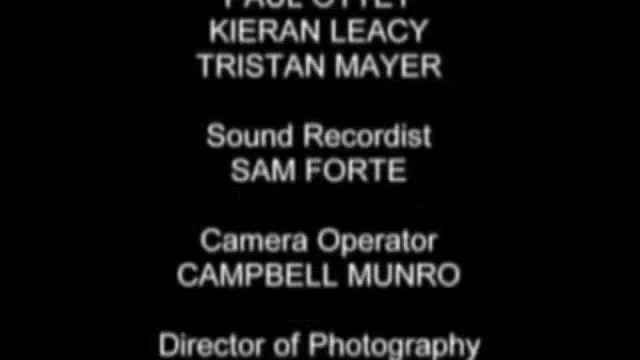 KIERAN LEACY
TRISTAN MAYER
Sound Recordist
SAM FORTE
Camera Operator
CAMPBELL MUNRO
Director of Photography